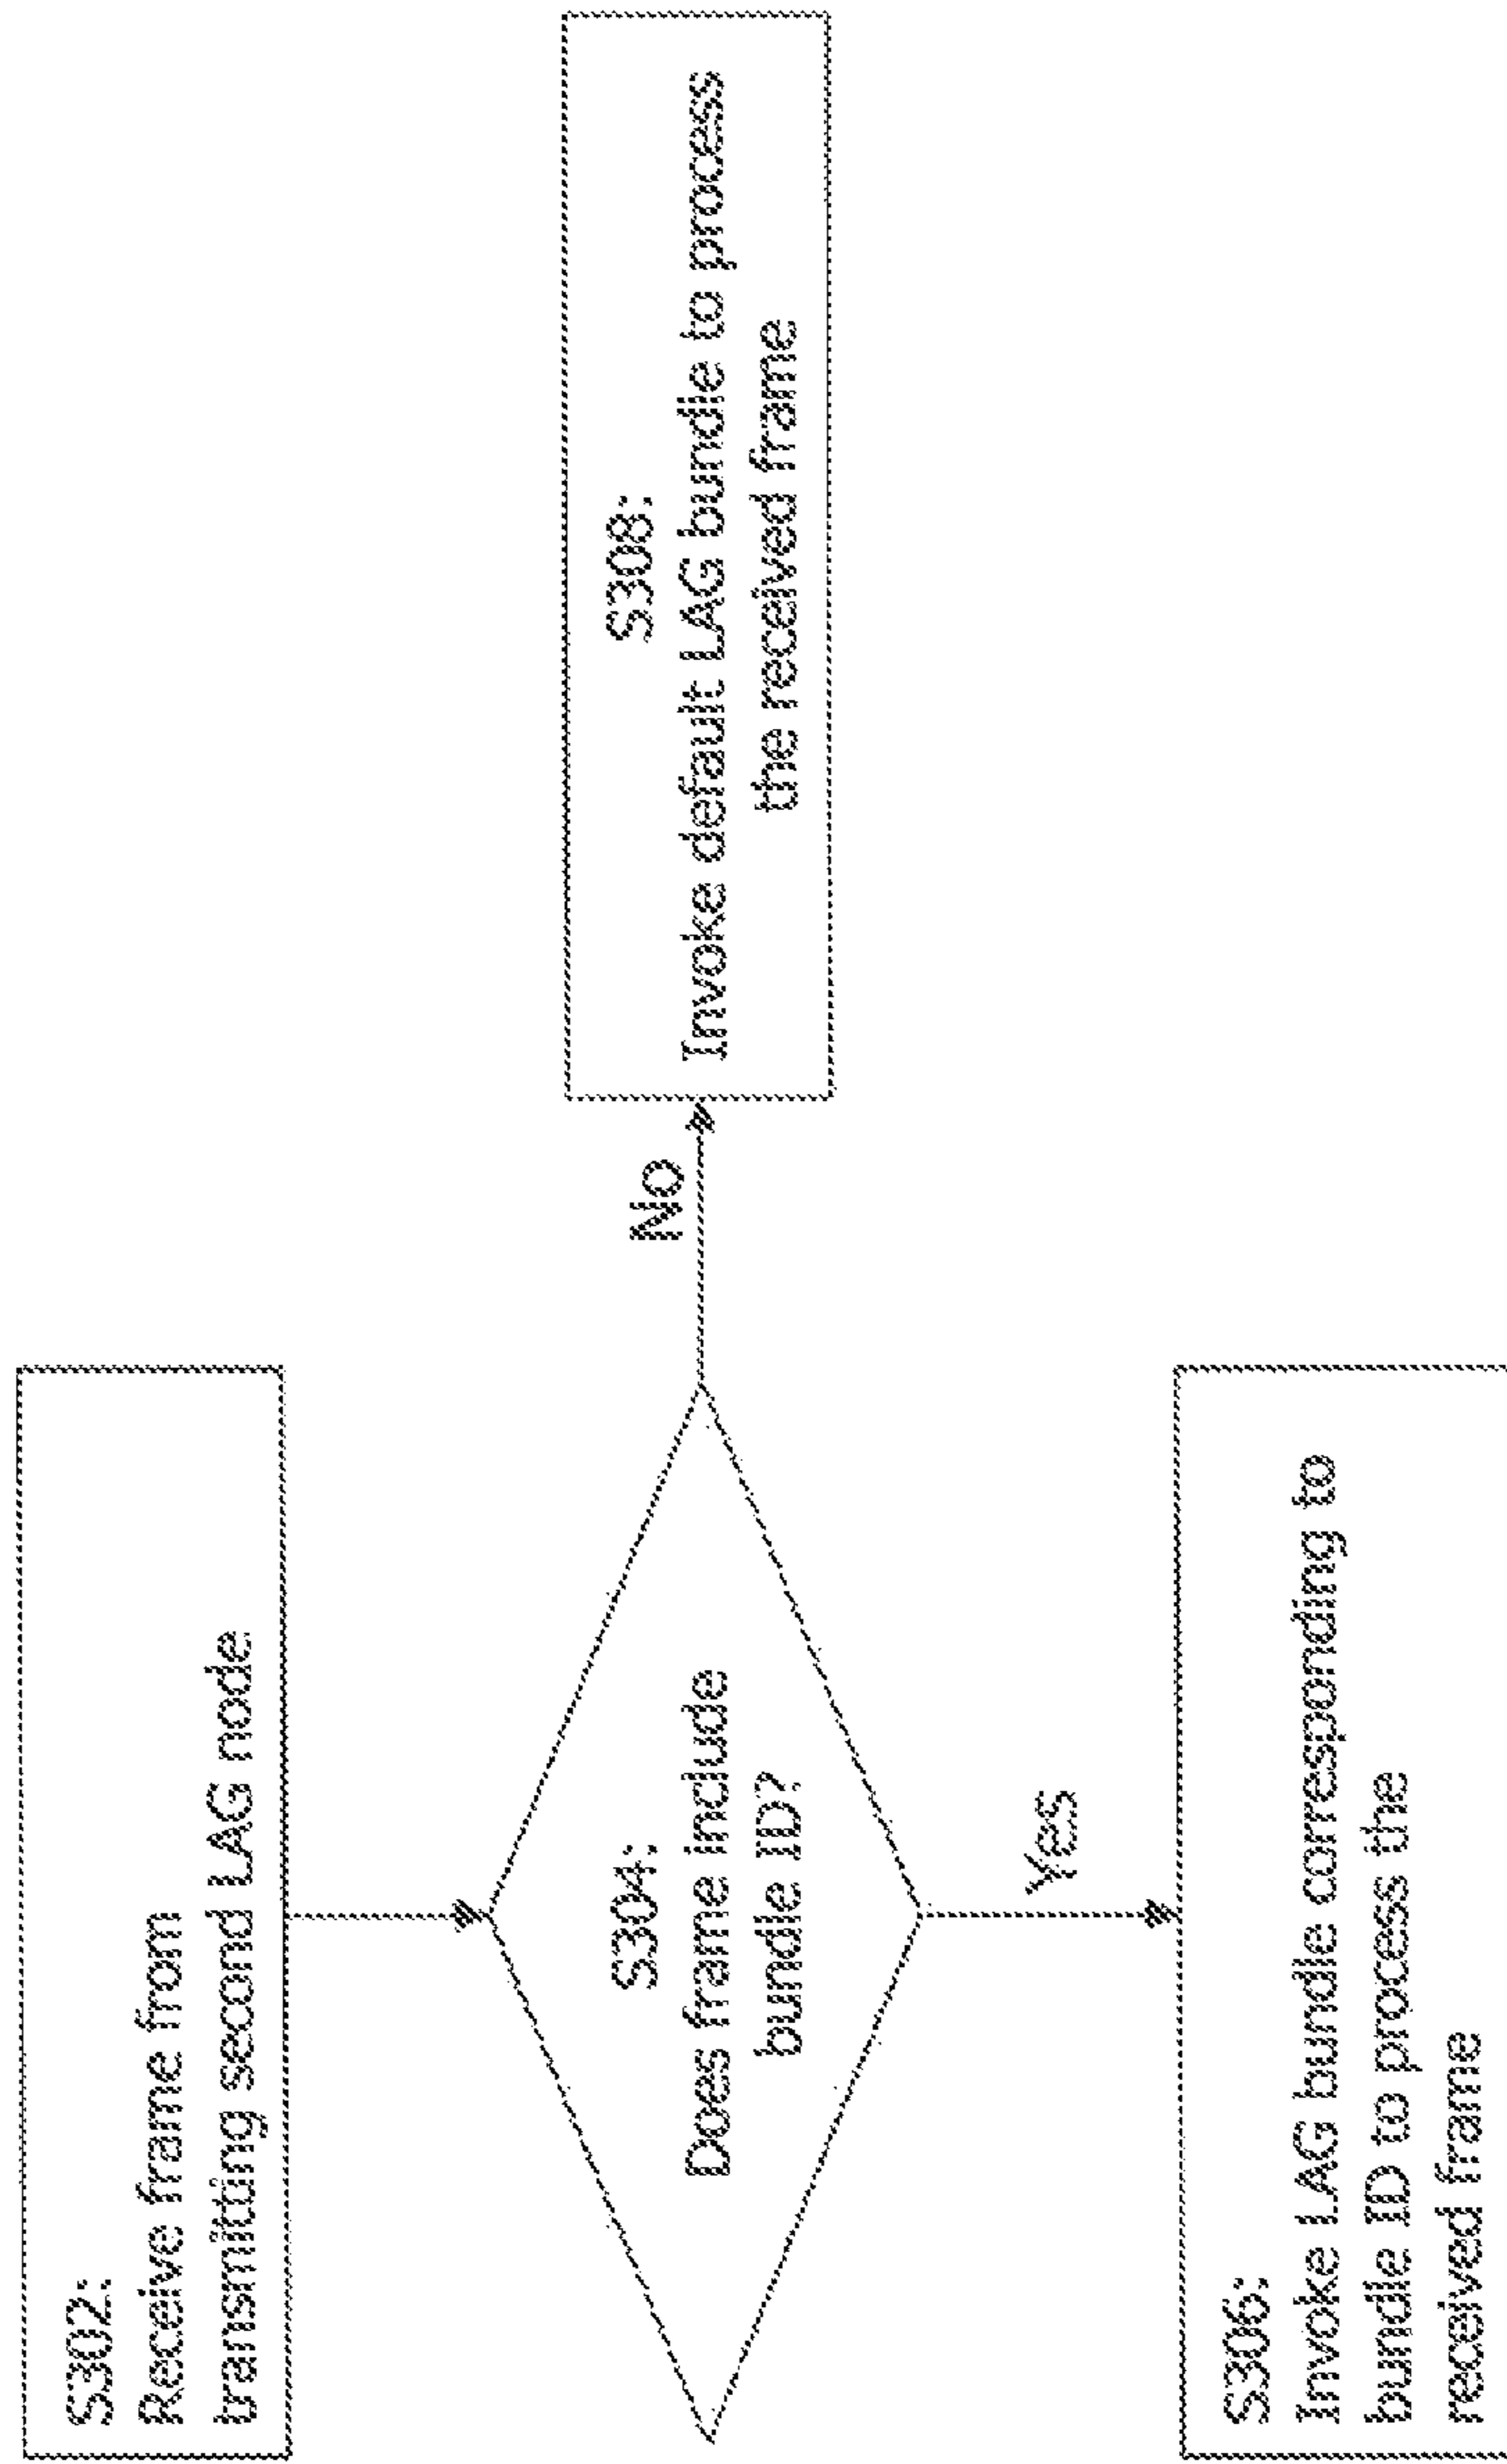 S302:
Receive frame from
transmitting second LAG node
S304:
Does frame include
bundle ID?
No
S308:
Invoke default LAG bundle to process
the received frame
Yes
S306:
Invoke LAG bundle corresponding to
bundle ID to process the
received frame